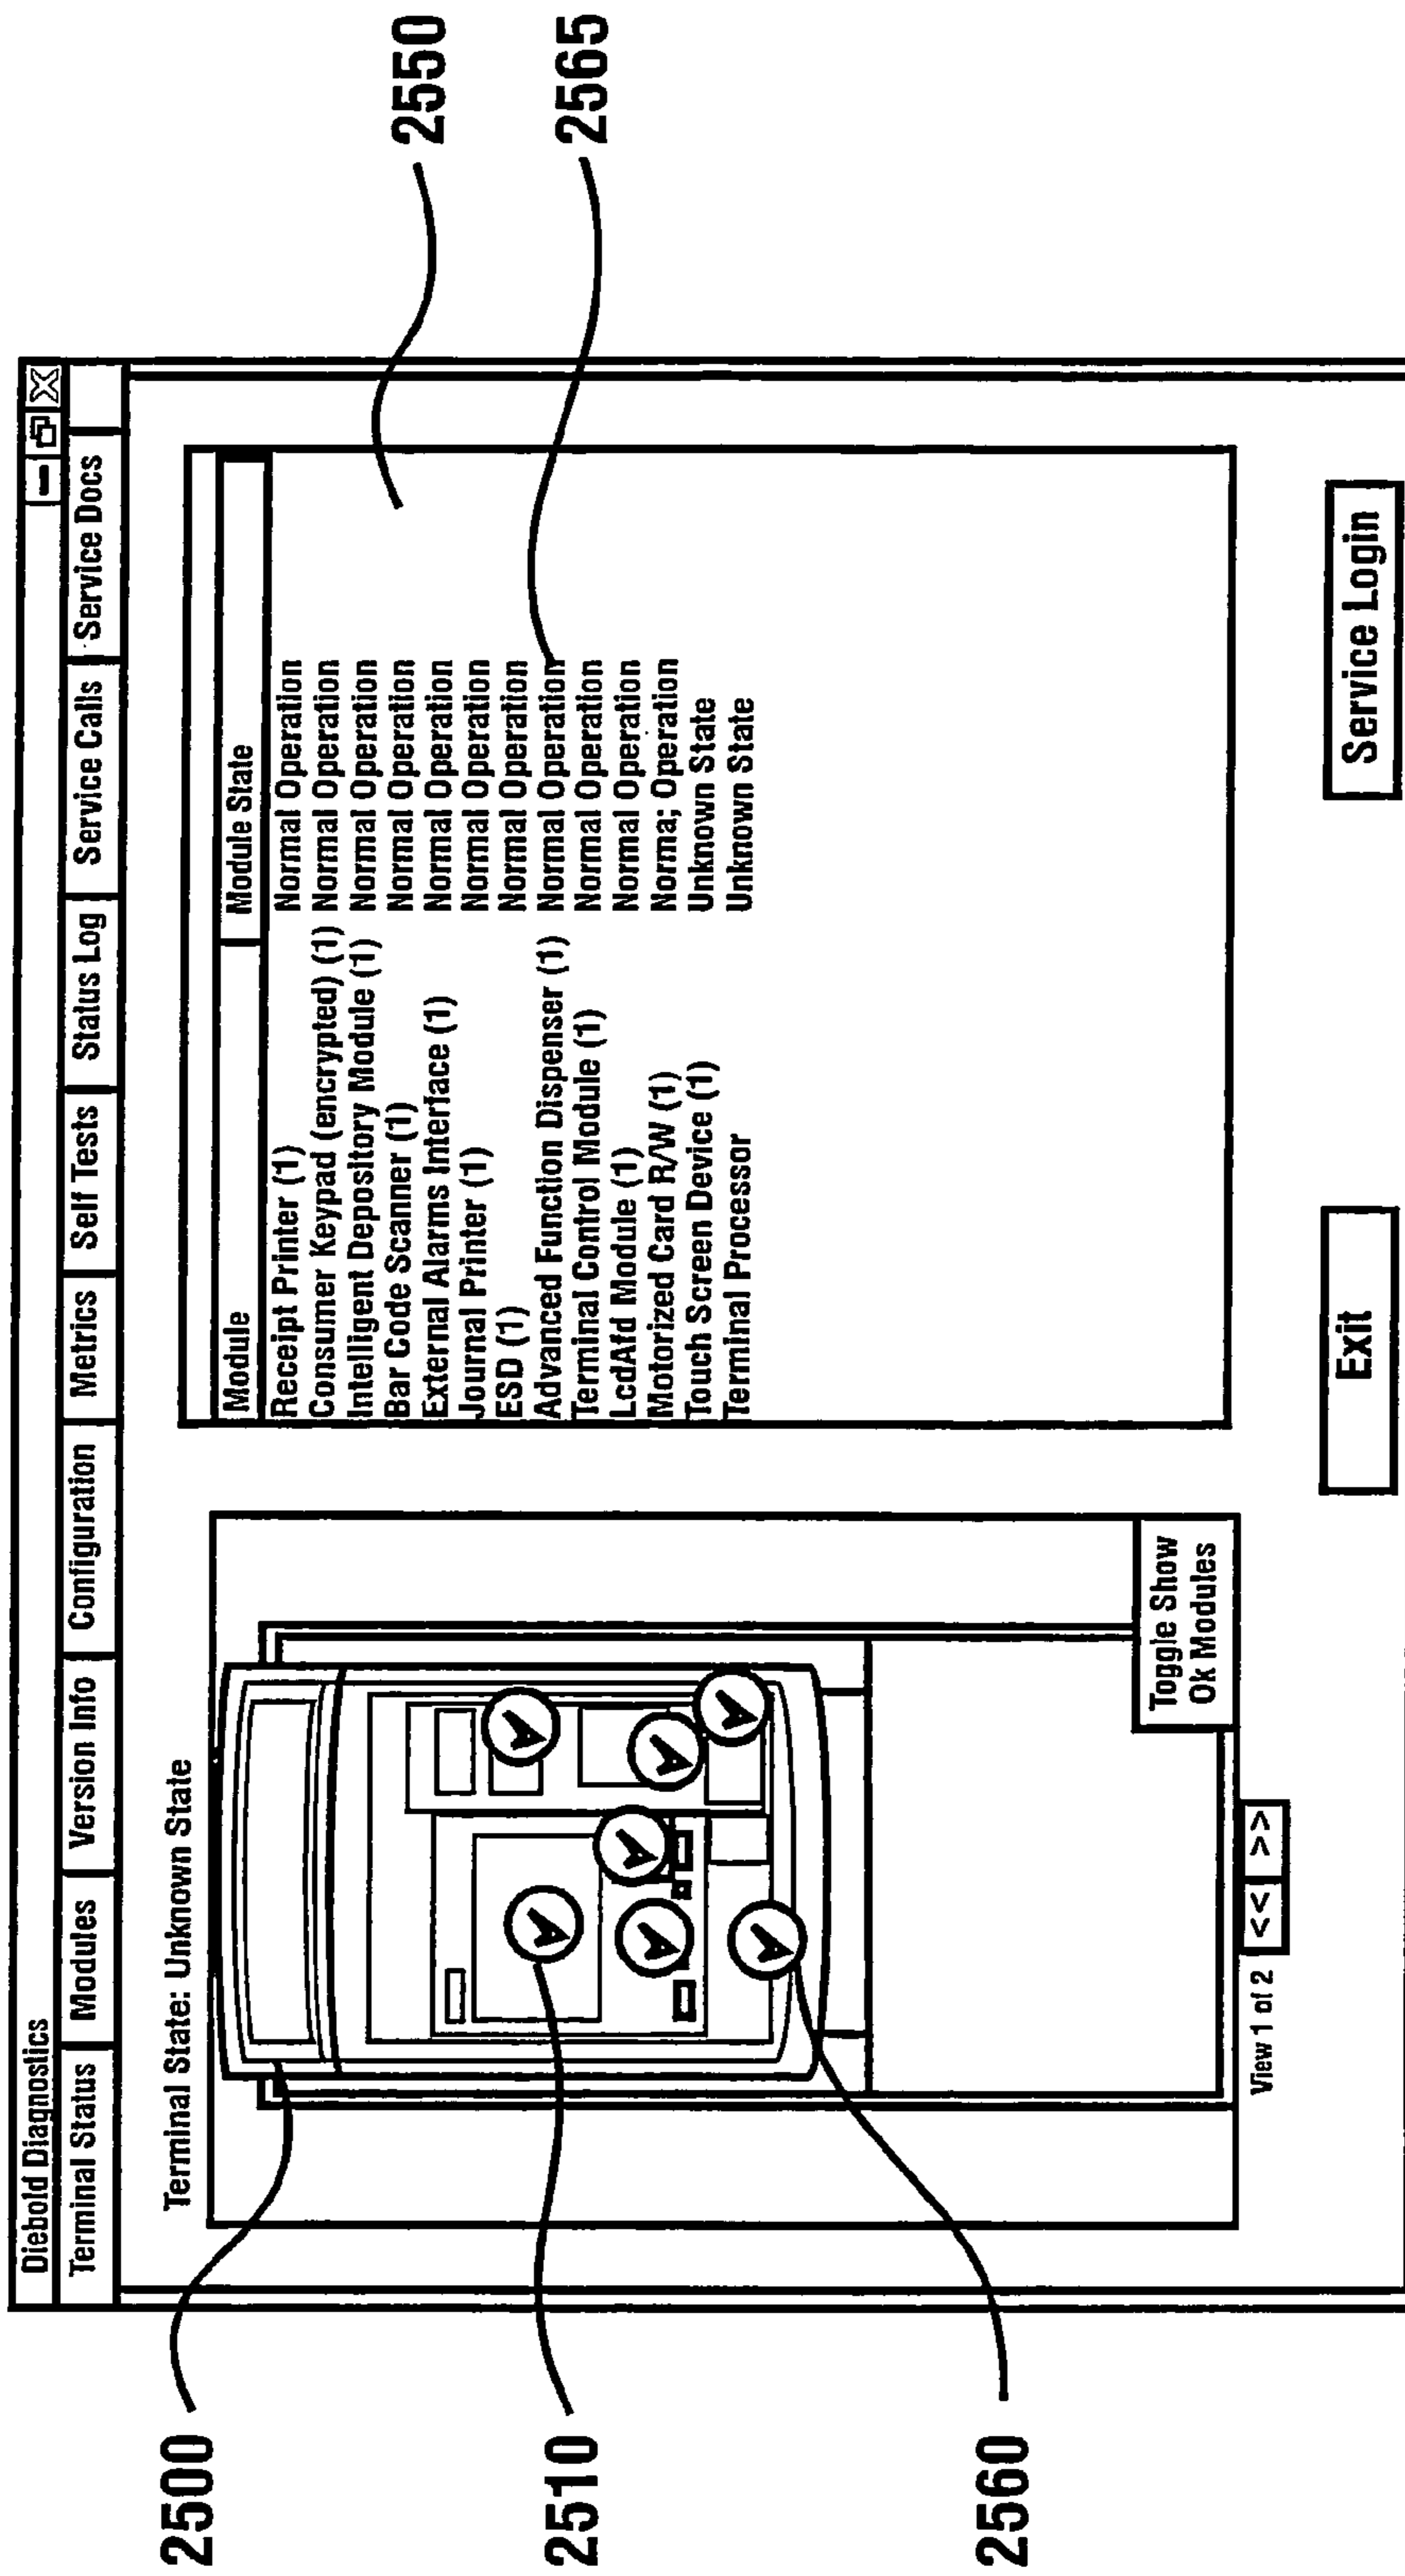 Diebold Diagnostics
Terminal Status Modules Version Info Configuration Metrics Self Tests Status Log Service Calls Service Docs
Terminal State: Unknown State
Toggle Show
Ok Modules
View 1 of 2 << >>
Module Module State
Receipt Printer (1) Normal Operation
Consumer Keypad (encrypted) (1) Normal Operation
Intelligent Depository Module (1) Normal Operation
Bar Code Scanner (1) Normal Operation
External Alarms Interface (1) Normal Operation
Journal Printer (1) Normal Operation
ESD (1) Normal Operation
Advanced Function Dispenser (1) Normal Operation
Terminal Control Module (1) Normal Operation
LcdAfd Module (1) Normal Operation
Motorized Card R/W (1) Norma; Operation
Touch Screen Device (1) Unknown State
Terminal Processor Unknown State
Exit
Service Login
2500
2510
2560
2550
2565